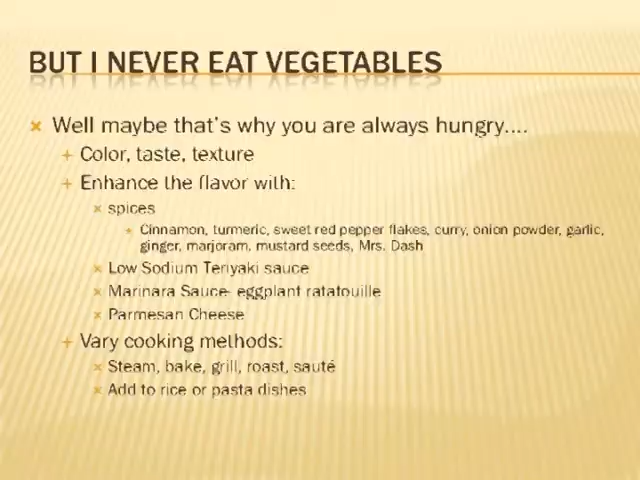 BUT I NEVER EAT VEGETABLES
Well maybe that's why you are always hungry....
Color, taste, texture
Enhance the flavor with:
spices
Cinnamon, turmeric, sweet red pepper flakes, curry, onion powder, garlic,
ginger, marjoram, mustard seeds, Mrs. Dash
Low Sodium Teriyaki sauce
Marinara Sauce- eggplant ratatouille
Parmesan Cheese
Vary cooking methods:
Steam, bake, grill, roast, sauté
Add to rice or pasta dishes